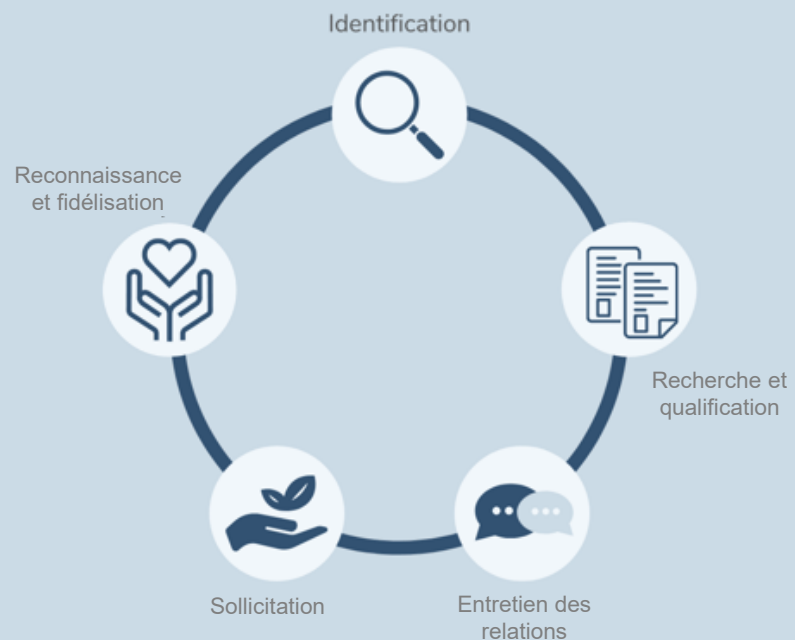 Identification
Reconnaissance
et fidélisation
Recherche et
qualification
Sollicitation
Entretien des
relations